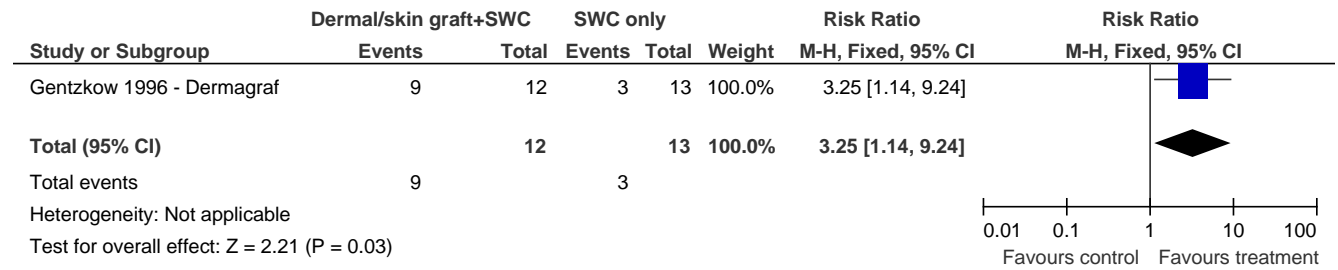 Dermal/skin graft+SWC SWC only Risk Ratio Risk Ratio
Study or Subgroup Events Total Events Total Weight M-H, Fixed, 95% CI M-H, Fixed, 95% CI
Gentzkow 1996 - Dermagraf 9 12 3 13 100.0% 3.25 [1.14, 9.24]
Total (95% CI) 12 13 100.0% 3.25 [1.14, 9.24]
Total events 9 3
Heterogeneity: Not applicable
Test for overall effect: Z = 2.21 (P = 0.03)
0.01 0.1 1 10 100
Favours control Favours treatment